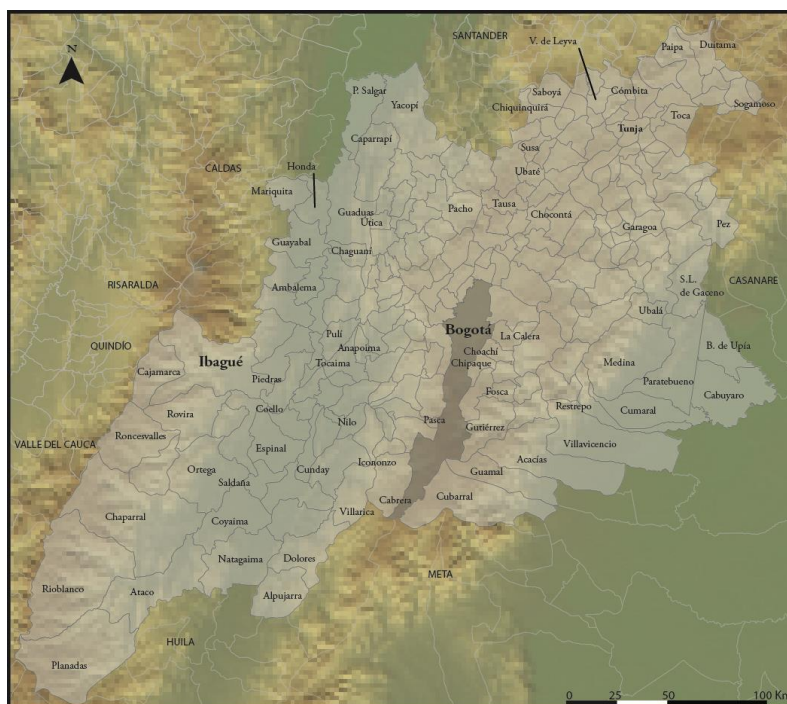 SANTANDER
V. de Leyva
Paipa
Duitama
N
P. Salgar
Yacopí
Saboyá
Cómbita
Chiquinquirá
Sogamoso
Toca
Tunja
Caparrapí
Susa
Honda
CALDAS
Ubaté
Mariquita
Tausa
Pacho
Guaduas
Chocontá
Útica
Garagoa
Pez
Guayabal
Chaguaní
S.L.
de Gaceno
CASANARE
RISARALDA
Ambalema
Ubalá
Bogotá
Pulí
La Calera
QUINDÍO
Anapoima
B. de Upia
Choachí
Ibagué
Tocaima
Chipaque
Medina
Cajamarca
Piedras
Paratebueno
Fosca
Cabuyaro
Coello
Restrepo
Rovira
Cumaral
Nilo
Pasca
Gutiérrez
Roncesvalles
VALLE DEL CAUCA
Villavicencio
Espinal
Acacías
Icononzo
Ortega
Cunday
Guamal
Saldaña
Cabrera
Cubarral
Villarica
Chaparral
Coyaima
Natagaima
Dolores
META
Rioblanco
Ataco
Alpujarra
HUILA
Planadas
0 25 50 100 Km